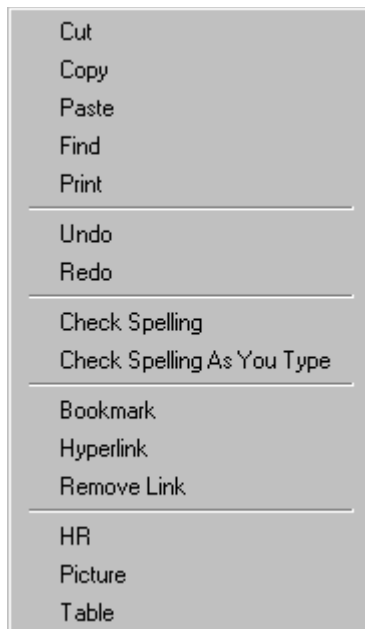 Cut
Copy
Paste
Find
Print
Undo
Redo
Check Spelling
Check Spelling As You Type
Bookmark
Hyperlink
Remove Link
HR
Picture
Table